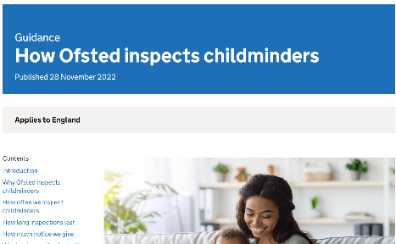 Guidance
How Ofsted inspects childminders
Published 28 November 2022
Applies to England
Contents
Introduction
Why Ofsted inspects
childminders
How often we inspect
childminders
How long inspections last
How much notice we give